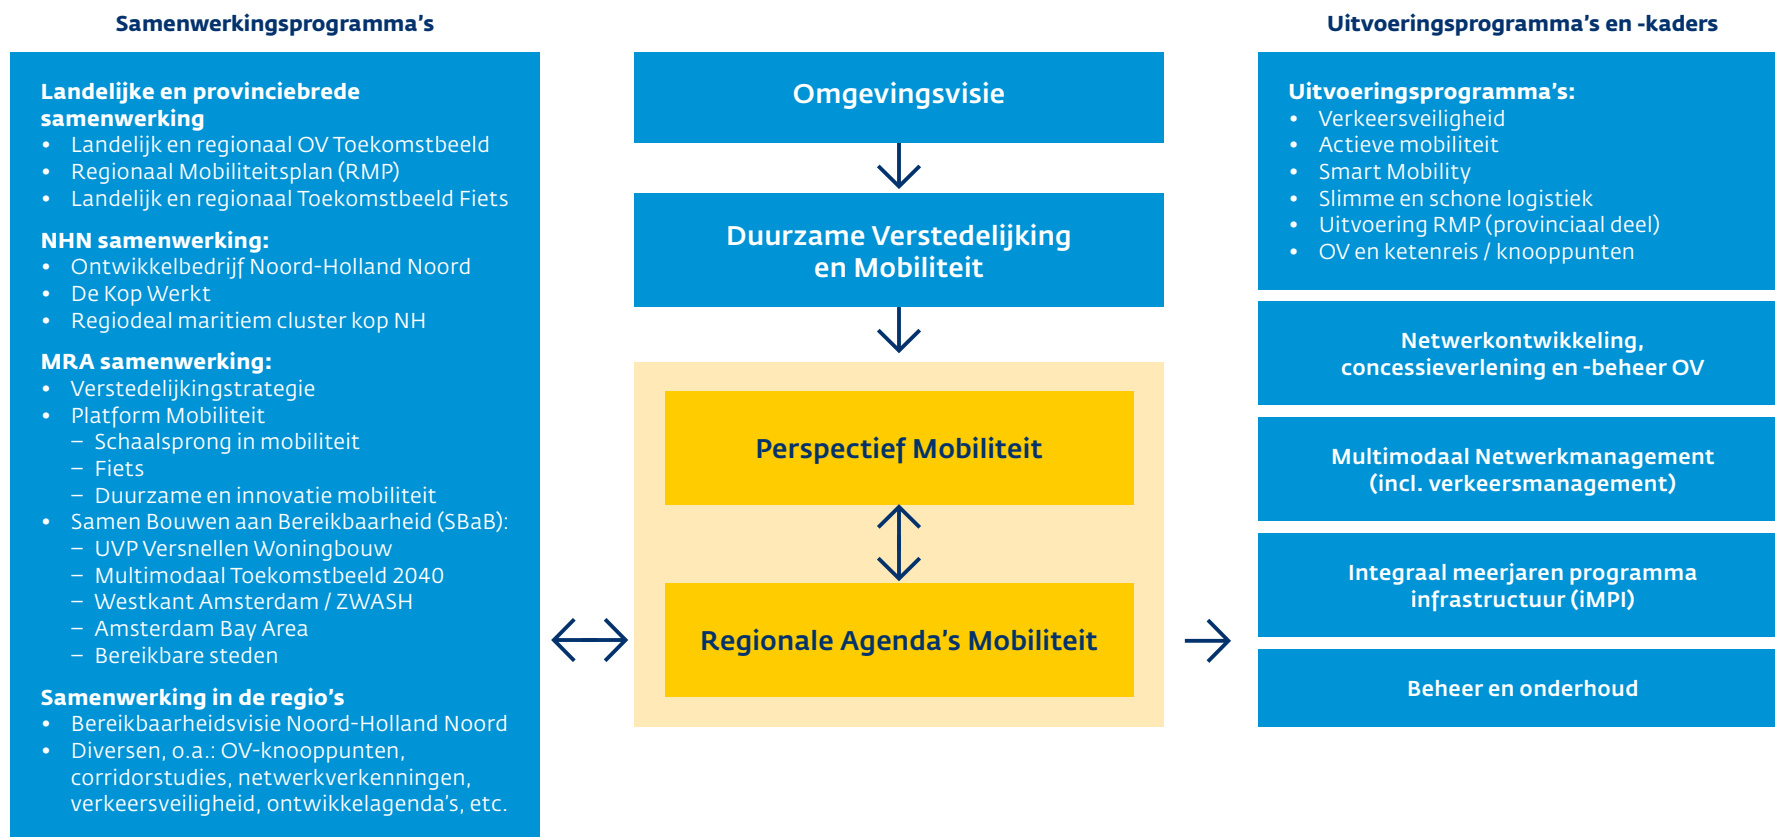 Samenwerkingsprogramma's
Landelijke en provinciebrede
samenwerking
• Landelijk en regionaal OV Toekomstbeeld
• Regionaal Mobiliteitsplan (RMP)
• Landelijk en regionaal Toekomstbeeld Fiets
NHN samenwerking:
• Ontwikkelbedrijf Noord-Holland Noord
• De Kop Werkt
• Regiodeal maritiem cluster kop NH
MRA samenwerking:
• Verstedelijkingstrategie
• Platform Mobiliteit
– Schaalsprong in mobiliteit
– Fiets
– Duurzame en innovatie mobiliteit
• Samen Bouwen aan Bereikbaarheid (SBaB):
– UVP Versnellen Woningbouw
– Multimodaal Toekomstbeeld 2040
– Westkant Amsterdam / ZWASH
– Amsterdam Bay Area
– Bereikbare steden
Samenwerking in de regio's
• Bereikbaarheidsvisie Noord-Holland Noord
• Diversen, o.a.: OV-knooppunten,
corridorstudies, netwerkverkenningen,
verkeersveiligheid, ontwikkelagenda's, etc.
Omgevingsvisie
Duurzame Verstedelijking
en Mobiliteit
Perspectief Mobiliteit
Regionale Agenda's Mobiliteit
Uitvoeringsprogramma's en -kaders
Uitvoeringsprogramma's:
• Verkeersveiligheid
• Actieve mobiliteit
• Smart Mobility
• Slimme en schone logistiek
• Uitvoering RMP (provinciaal deel)
• OV en ketenreis / knooppunten
Netwerkontwikkeling,
concessieverlening en -beheer OV
Multimodaal Netwerkmanagement
(incl. verkeersmanagement)
Integraal meerjaren programma
infrastructuur (iMPI)
Beheer en onderhoud